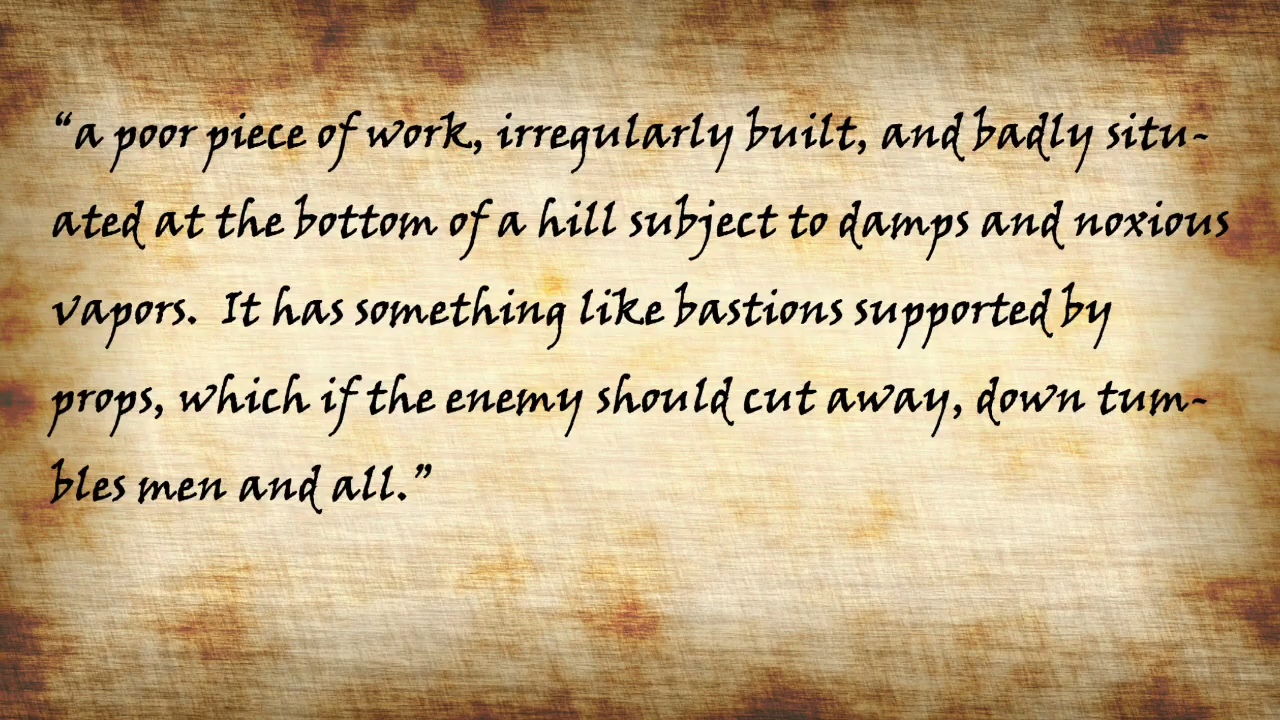 “a poor piece of work, irregularly built, and badly situ-
ated at the bottom of a hill subject to damps and noxious
vapors.  It has something like bastions supported by
props, which if the enemy should cut away, down tum-
bles men and all.”